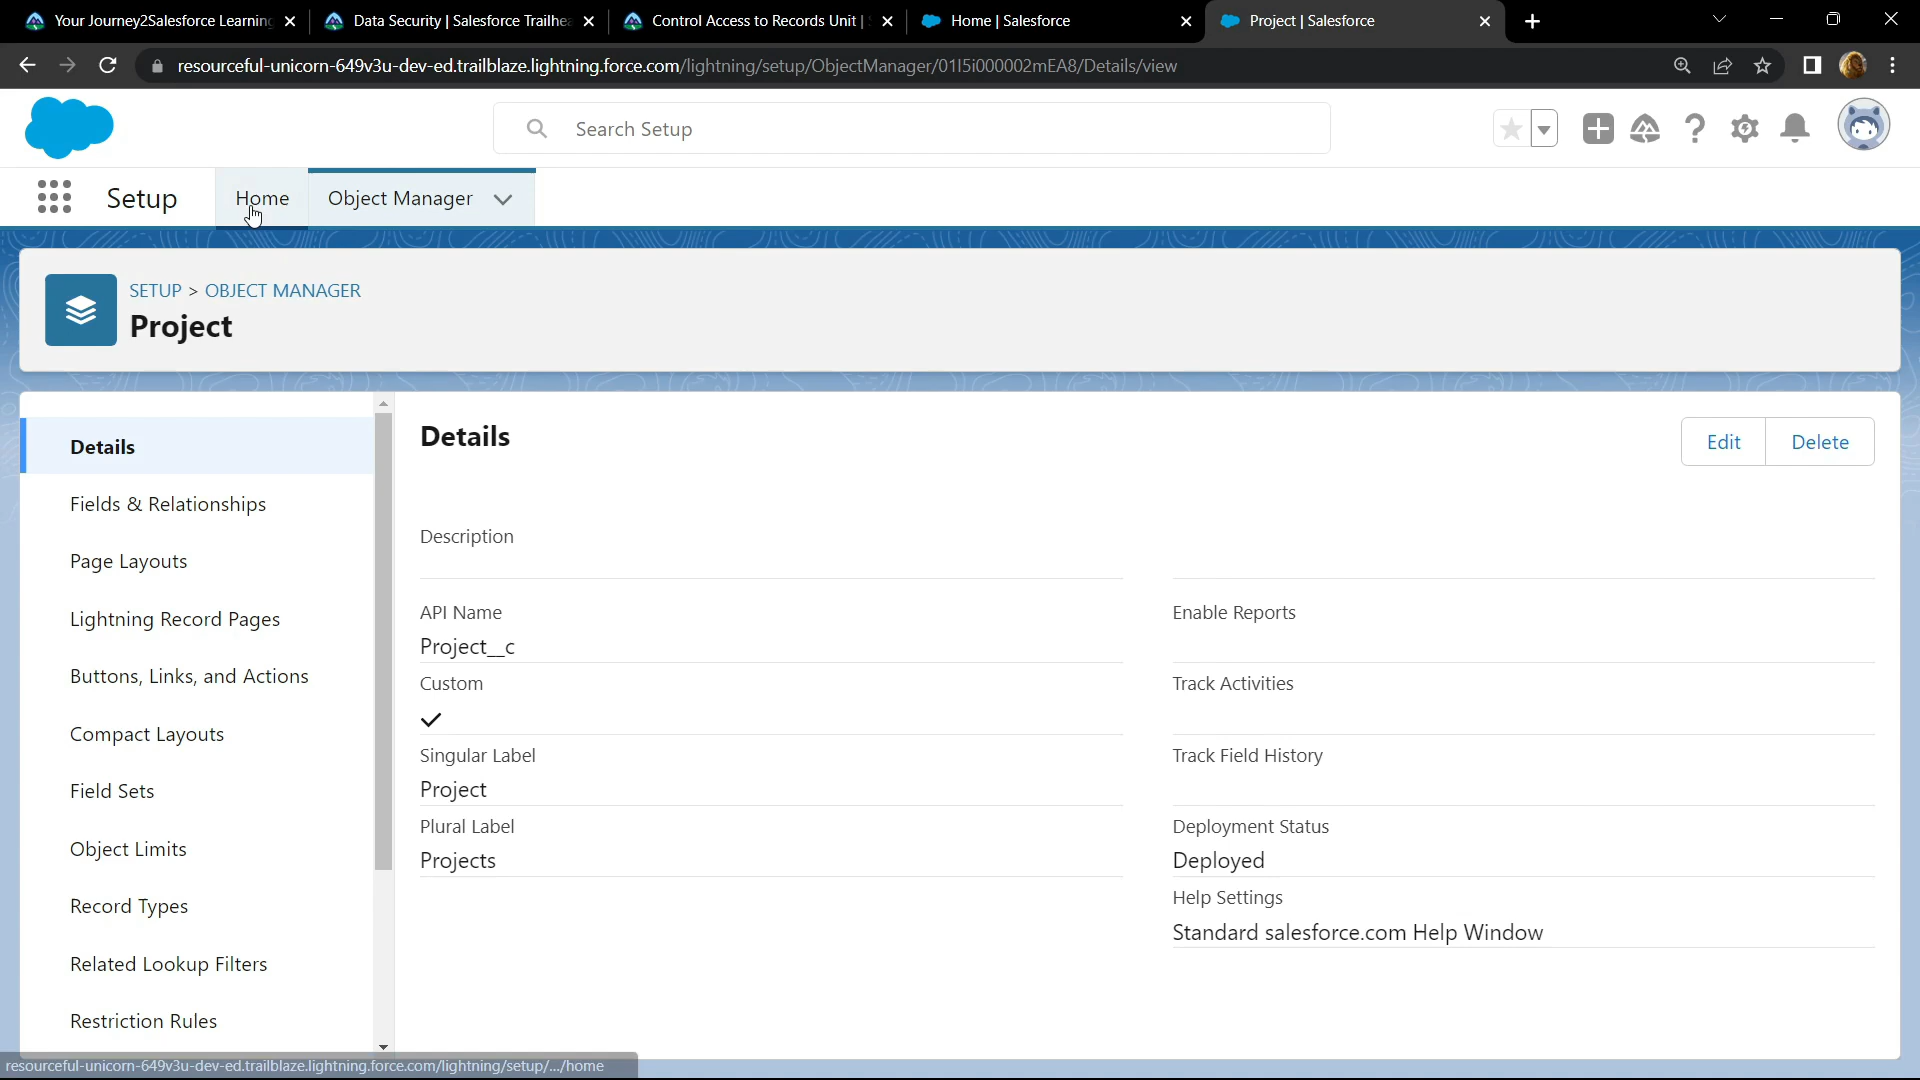 Your Journey2Salesforce Learning
Data Security | Salesforce Trailhe
Control Access to Records Unit |
Home | Salesforce
Project | Salesforce
resourceful-unicorn-649v3u-dev-ed.trailblaze.lightning.force.com/lightning/setup/ObjectManager/01I5i000002mEA8/Details/view
Search Setup
Setup
Home
Object Manager
SETUP > OBJECT MANAGER
Project
Details
Fields & Relationships
Page Layouts
Lightning Record Pages
Buttons, Links, and Actions
Compact Layouts
Field Sets
Object Limits
Record Types
Related Lookup Filters
Restriction Rules
Details
Edit
Delete
Description
API Name
Project__c
Custom
Singular Label
Project
Plural Label
Projects
Enable Reports
Track Activities
Track Field History
Deployment Status
Deployed
Help Settings
Standard salesforce.com Help Window
resourceful-unicorn-649v3u-dev-ed.trailblaze.lightning.force.com/lightning/setup/.../home